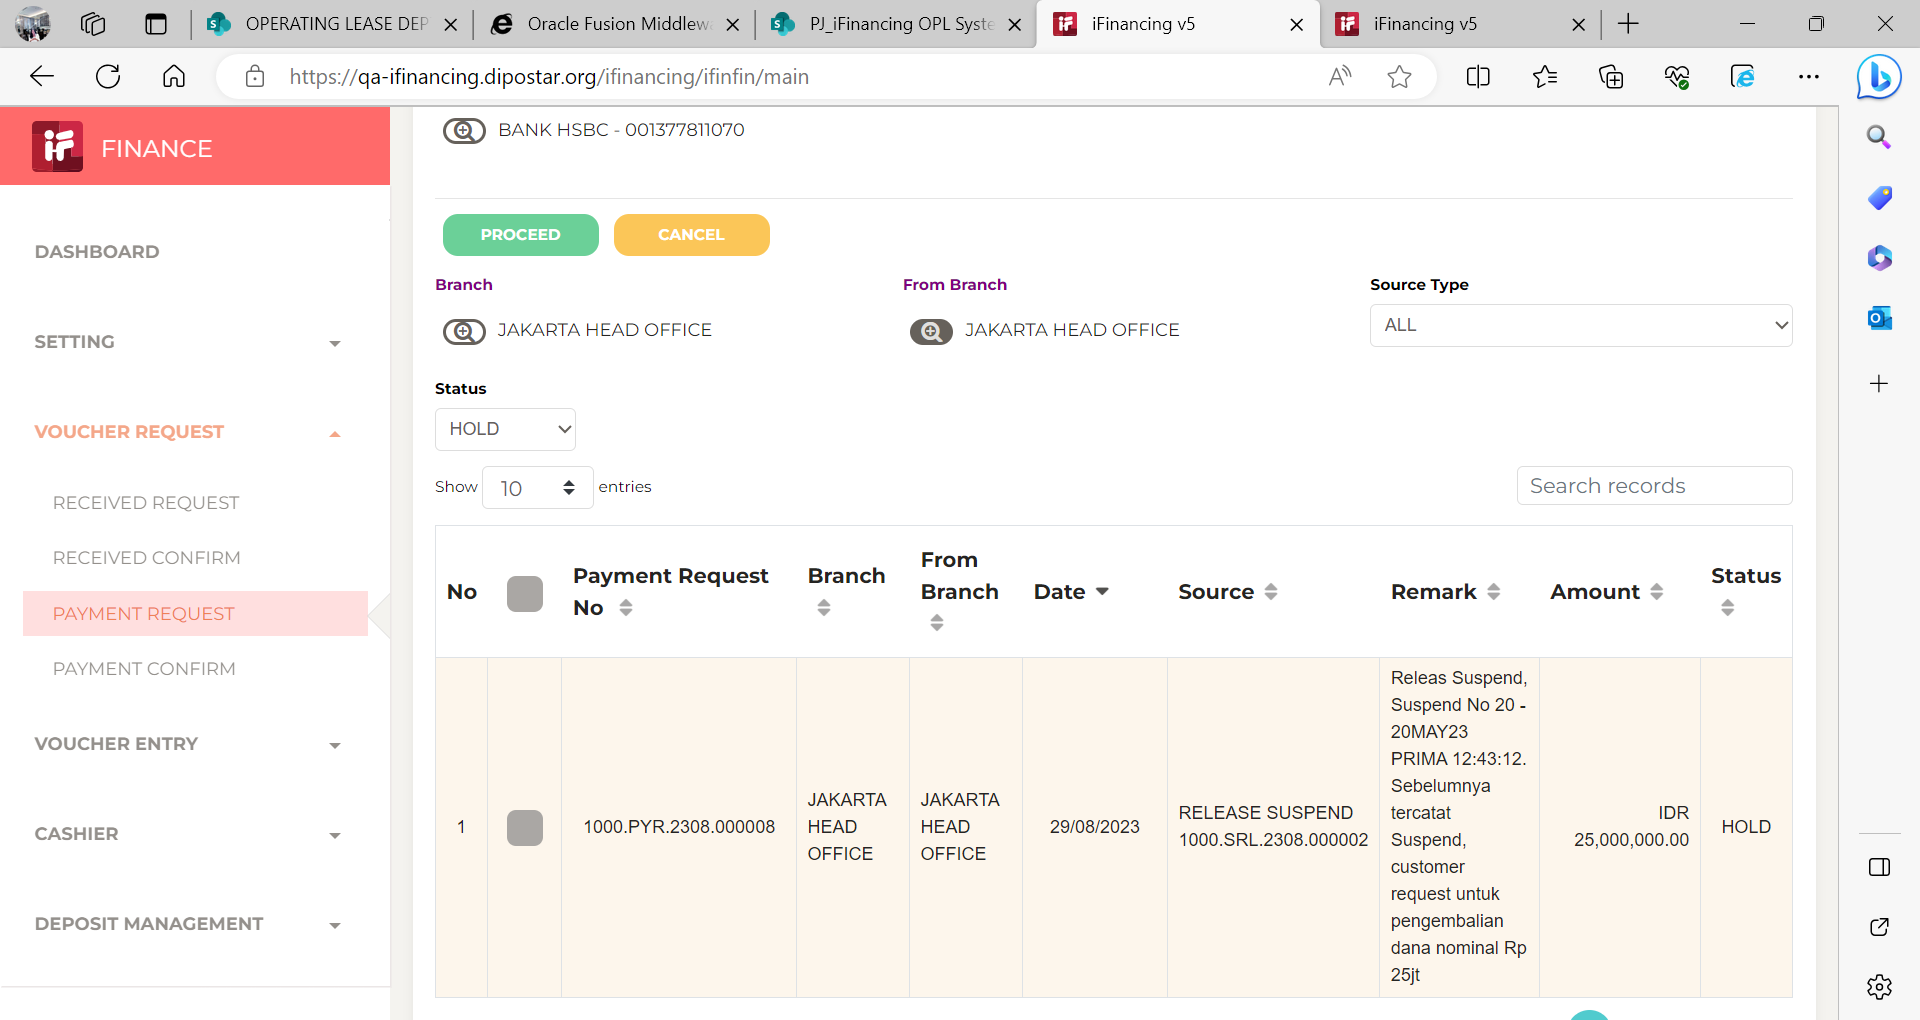 OPERATING LEASE DEP
Oracle Fusion Middlew
PJ_iFinancing OPL Syste
iFinancing v5
iFinancing v5
https://qa-ifinancing.dipostar.org/ifinancing/ifinfin/main
iF FINANCE
DASHBOARD
SETTING
VOUCHER REQUEST
RECEIVED REQUEST
RECEIVED CONFIRM
PAYMENT REQUEST
PAYMENT CONFIRM
VOUCHER ENTRY
CASHIER
DEPOSIT MANAGEMENT
BANK HSBC - 001377811070
PROCEED CANCEL
Branch From Branch Source Type
JAKARTA HEAD OFFICE JAKARTA HEAD OFFICE ALL
Status
HOLD
Show 10 entries Search records
No
Payment Request
No
Branch
From
Branch
Date
Source
Remark
Amount
Status
1
1000.PYR.2308.000008
JAKARTA
HEAD
OFFICE
JAKARTA
HEAD
OFFICE
29/08/2023
RELEASE SUSPEND
1000.SRL.2308.000002
Releas Suspend,
Suspend No 20 -
20MAY23
PRIMA 12:43:12.
Sebelumnya
tercatat
Suspend,
customer
request untuk
pengembalian
dana nominal Rp
25jt
IDR
25,000,000.00
HOLD